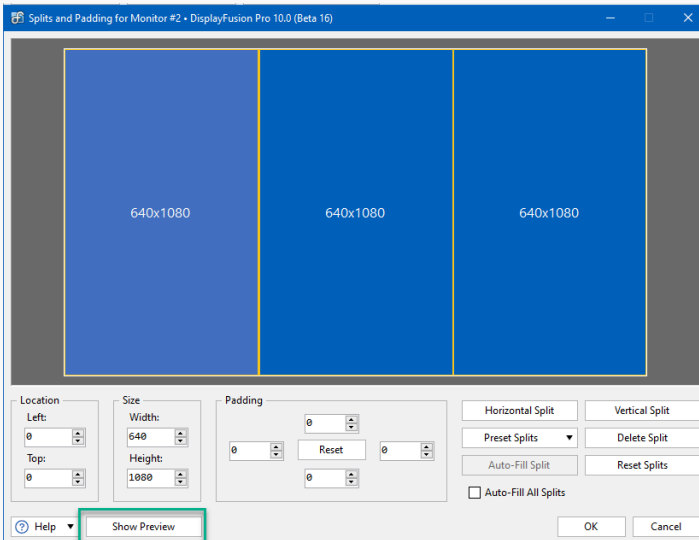 Splits and Padding for Monitor #2 • DisplayFusion Pro 10.0 (Beta 16)
640x1080 640x1080 640x1080
Location Size Padding
Left: Width:
0 640 0
Horizontal Split Vertical Split
0 Reset 0
Preset Splits Delete Split
Top: Height:
0 1080 0
Auto-Fill Split Reset Splits
Auto-Fill All Splits
? Help Show Preview OK Cancel